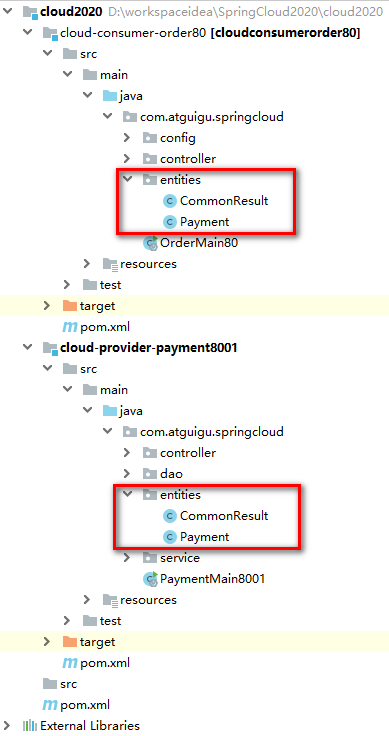 cloud2020 D:\workspaceidea\SpringCloud2020\cloud2020
cloud-consumer-order80 [cloudconsumerorder80]
src
main
java
com.atguigu.springcloud
config
controller
entities
CommonResult
Payment
OrderMain80
resources
test
target
pom.xml
cloud-provider-payment8001
src
main
java
com.atguigu.springcloud
controller
dao
entities
CommonResult
Payment
service
PaymentMain8001
resources
test
target
pom.xml
src
pom.xml
External Libraries